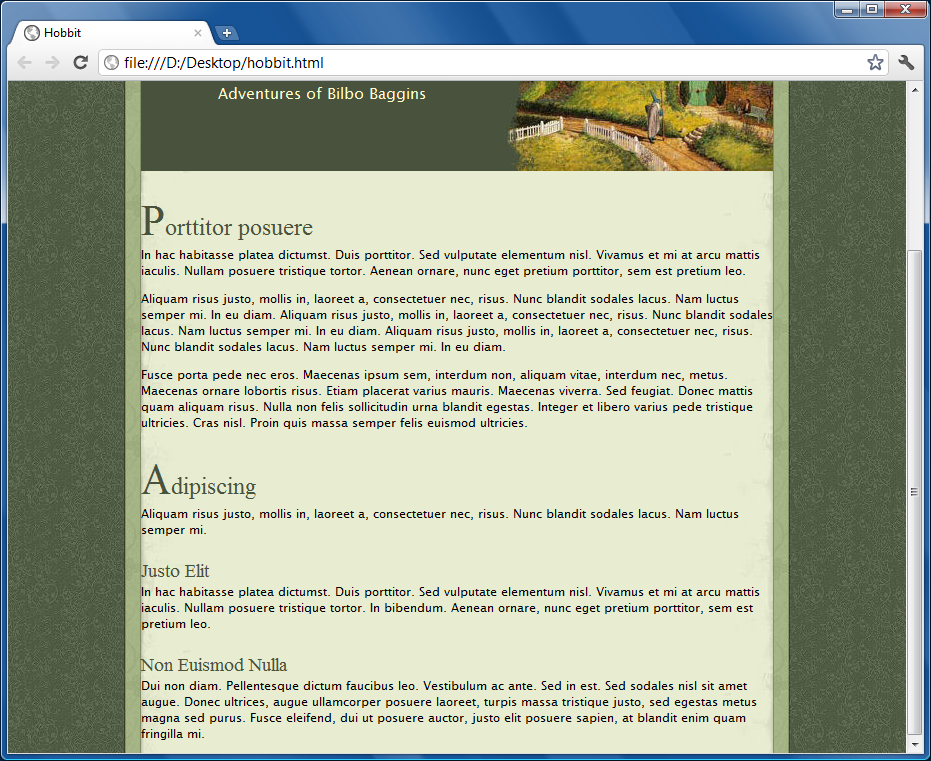 Hobbit
file:///D:/Desktop/hobbit.html
Adventures of Bilbo Baggins
Porttitor posuere
In hac habitasse platea dictumst. Duis porttitor. Sed vulputate elementum nisl. Vivamus et mi at arcu mattis
iaculis. Nullam posuere tristique tortor. Aenean ornare, nunc eget pretium porttitor, sem est pretium leo.
Aliquam risus justo, mollis in, laoreet a, consectetuer nec, risus. Nunc blandit sodales lacus. Nam luctus
semper mi. In eu diam. Aliquam risus justo, mollis in, laoreet a, consectetuer nec, risus. Nunc blandit sodales
lacus. Nam luctus semper mi. In eu diam. Aliquam risus justo, mollis in, laoreet a, consectetuer nec, risus.
Nunc blandit sodales lacus. Nam luctus semper mi. In eu diam.
Fusce porta pede nec eros. Maecenas ipsum sem, interdum non, aliquam vitae, interdum nec, metus.
Maecenas ornare lobortis risus. Etiam placerat varius mauris. Maecenas viverra. Sed feugiat. Donec mattis
quam aliquam risus. Nulla non felis sollicitudin urna blandit egestas. Integer et libero varius pede tristique
ultricies. Cras nisl. Proin quis massa semper felis euismod ultricies.
Adipiscing
Aliquam risus justo, mollis in, laoreet a, consectetuer nec, risus. Nunc blandit sodales lacus. Nam luctus
semper mi.
Justo Elit
In hac habitasse platea dictumst. Duis porttitor. Sed vulputate elementum nisl. Vivamus et mi at arcu mattis
iaculis. Nullam posuere tristique tortor. In bibendum. Aenean ornare, nunc eget pretium porttitor, sem est
pretium leo.
Non Euismod Nulla
Dui non diam. Pellentesque dictum faucibus leo. Vestibulum ac ante. Sed in est. Sed sodales nisl sit amet
augue. Donec ultrices, augue ullamcorper posuere laoreet, turpis massa tristique justo, sed egestas metus
magna sed purus. Fusce eleifend, dui ut posuere auctor, justo elit posuere sapien, at blandit enim quam
fringilla mi.